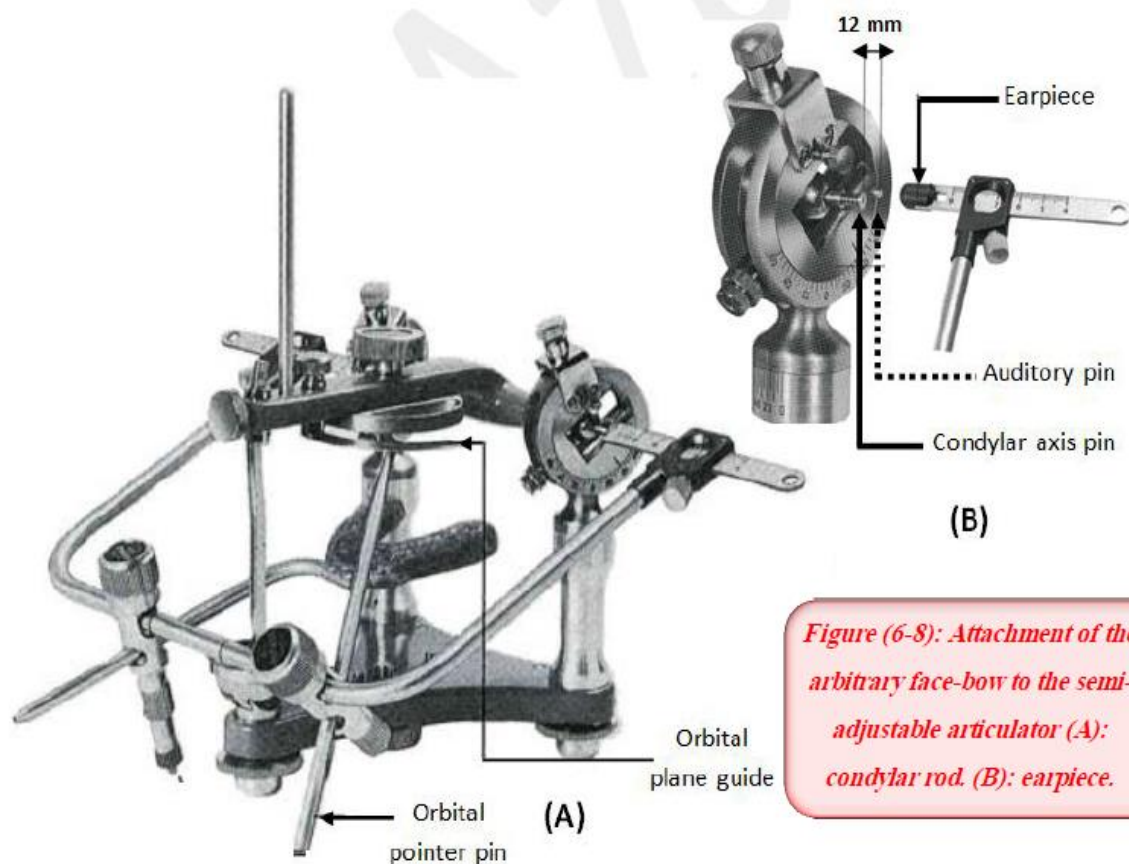 12 mm
Earpiece
Auditory pin
Condylar axis pin
(B)
Orbital
plane guide
(A)
Orbital
pointer pin
Figure (6-8): Attachment of the
arbitrary face-bow to the semi-
adjustable articulator (A):
condylar rod. (B): earpiece.